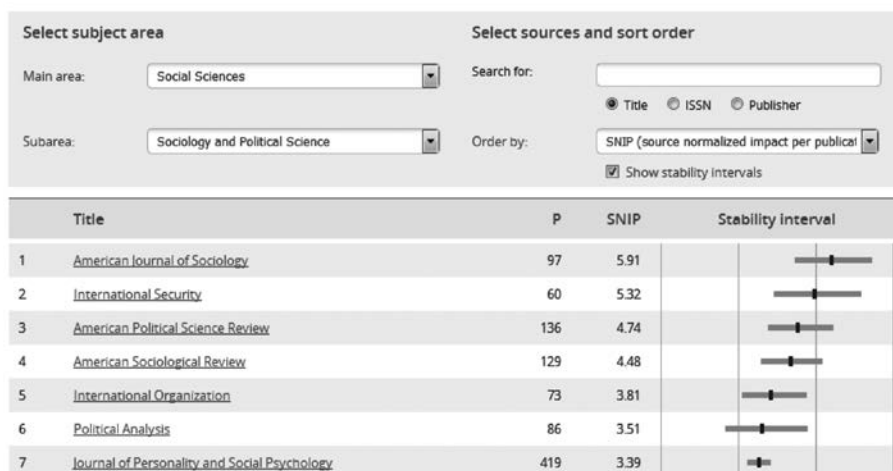 Select subject area
Select sources and sort order
Main area:
Social Sciences
Search for:
Title
ISSN
Publisher
Subarea:
Sociology and Political Science
Order by:
SNIP (source normalized impact per publicat
Show stability intervals
Title P SNIP Stability interval
1 American Journal of Sociology 97 5.91
2 International Security 60 5.32
3 American Political Science Review 136 4.74
4 American Sociological Review 129 4.48
5 International Organization 73 3.81
6 Political Analysis 86 3.51
7 Journal of Personality and Social Psychology 419 3.39